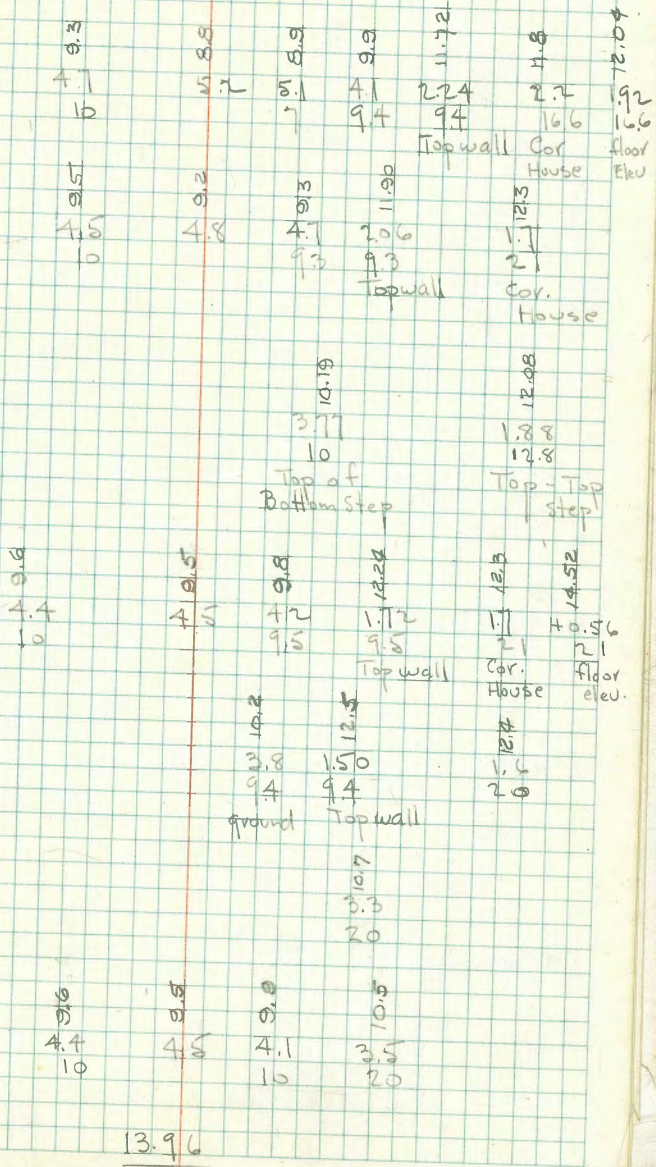 9.3 8.8 8.9 9.9 11.72 11.8 12.04
4.7 5.2 5.1 4.1 2.24 2.2 1.92
10 7 9.4 9.4 16.6 16.6
Top wall Cor floor
House Elev
9.5 9.2 9.3 11.90 12.3
4.5 4.8 4.7 2.06 1.7
10 9.3 9.3 21
Top wall Cor.
House
10.19 12.08
3.77 1.88
10 12.8
Top of Top - Top
Bottom Step Step
9.6 9.5 9.8 12.24 12.3 14.52
4.4 4.5 4.2 1.72 1.7 +0.56
10 9.5 9.5 21 21
Top wall Cor. floor
House elev.
10.2 12.5 12.4
3.8 1.50 1.6
9.4 9.4 20
ground Top wall
10.7
3.3
20
9.6 9.5 9.9 10.5
4.4 4.5 4.1 3.5
10 10 20
13.96